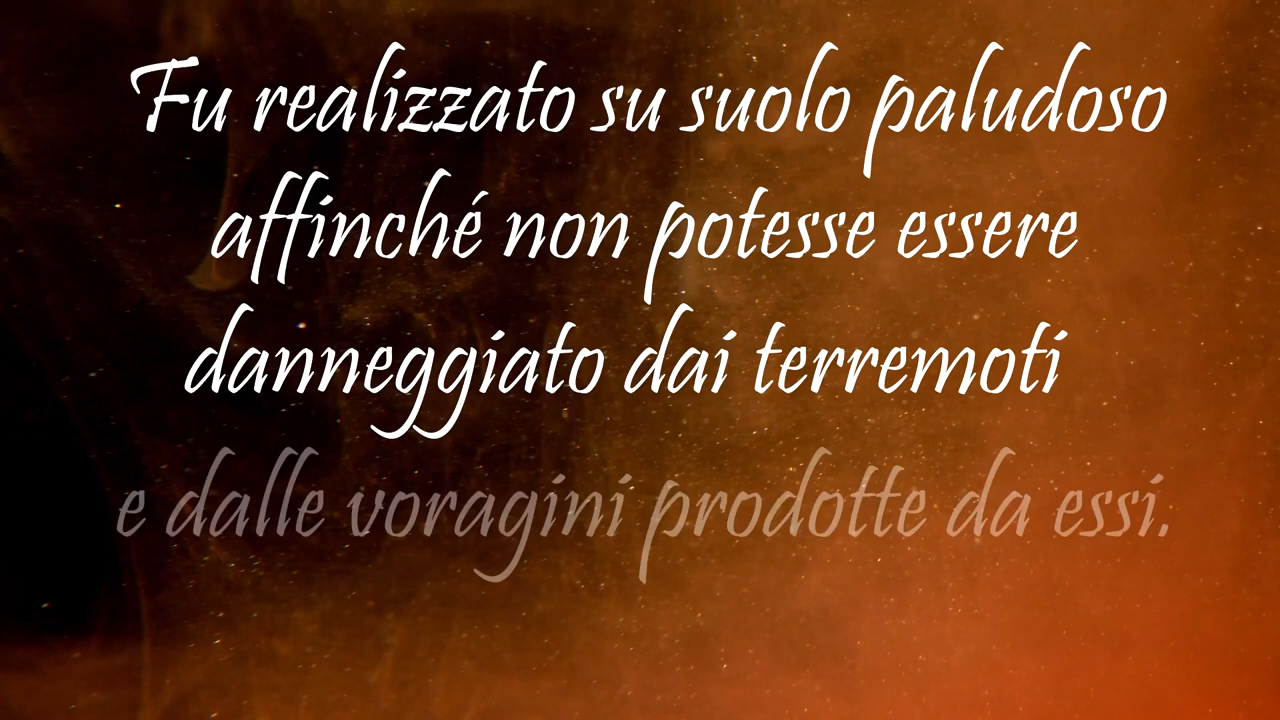 Fu realizzato su suolo paludoso
affinché non potesse essere
danneggiato dai terremoti
e dalle voragini prodotte da essi.